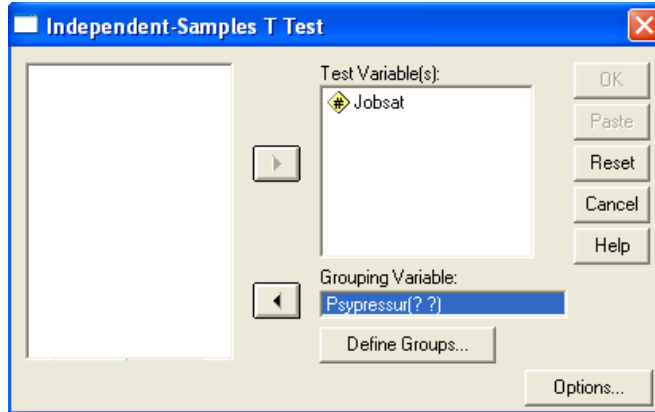 Independent-Samples T Test
Test Variable(s):
# Jobsat
OK
Paste
Reset
Cancel
Help
Grouping Variable:
Psypressur(? ?)
Define Groups...
Options...